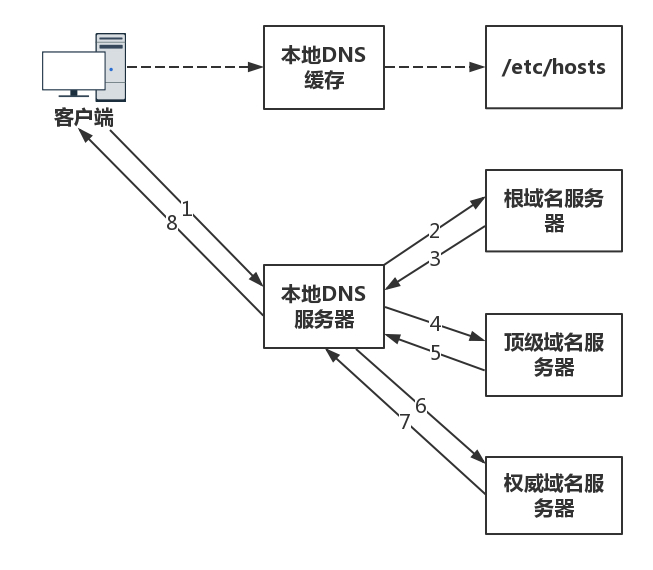 本地DNS
缓存
/etc/hosts
客户端
1
8
根域名服务
器
2
3
本地DNS
服务器
4
5
顶级域名服
务器
6
7
权威域名服
务器